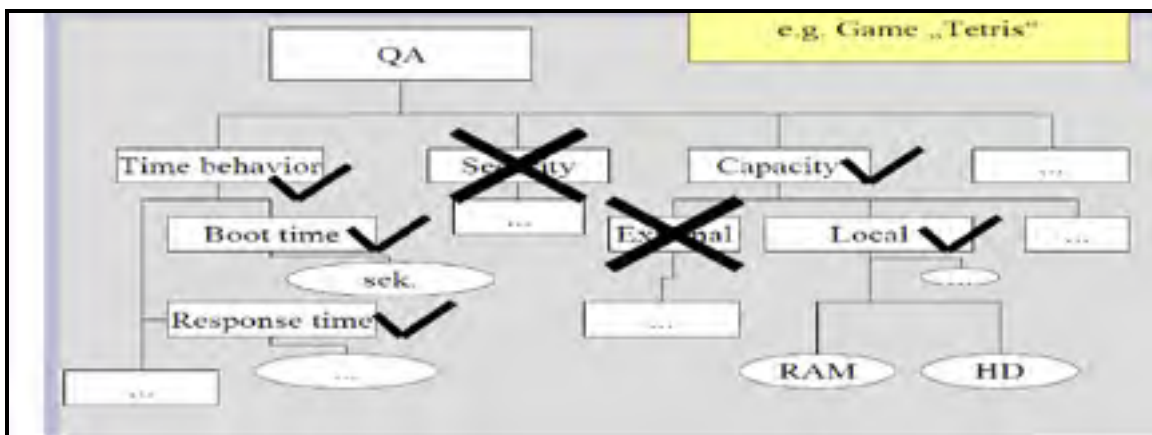 e.g. Game „Tetris“
QA
Time behavior
Capacity
...
Boot time
...
Local
...
sek.
...
Response time
...
...
...
RAM
HD